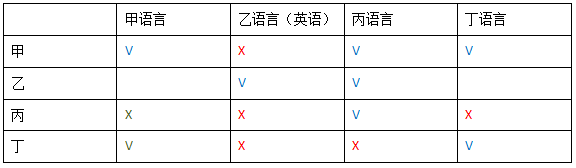 甲语言 乙语言（英语） 丙语言 丁语言
甲 V X V V
乙 V V
丙 X X V X
丁 V X X V